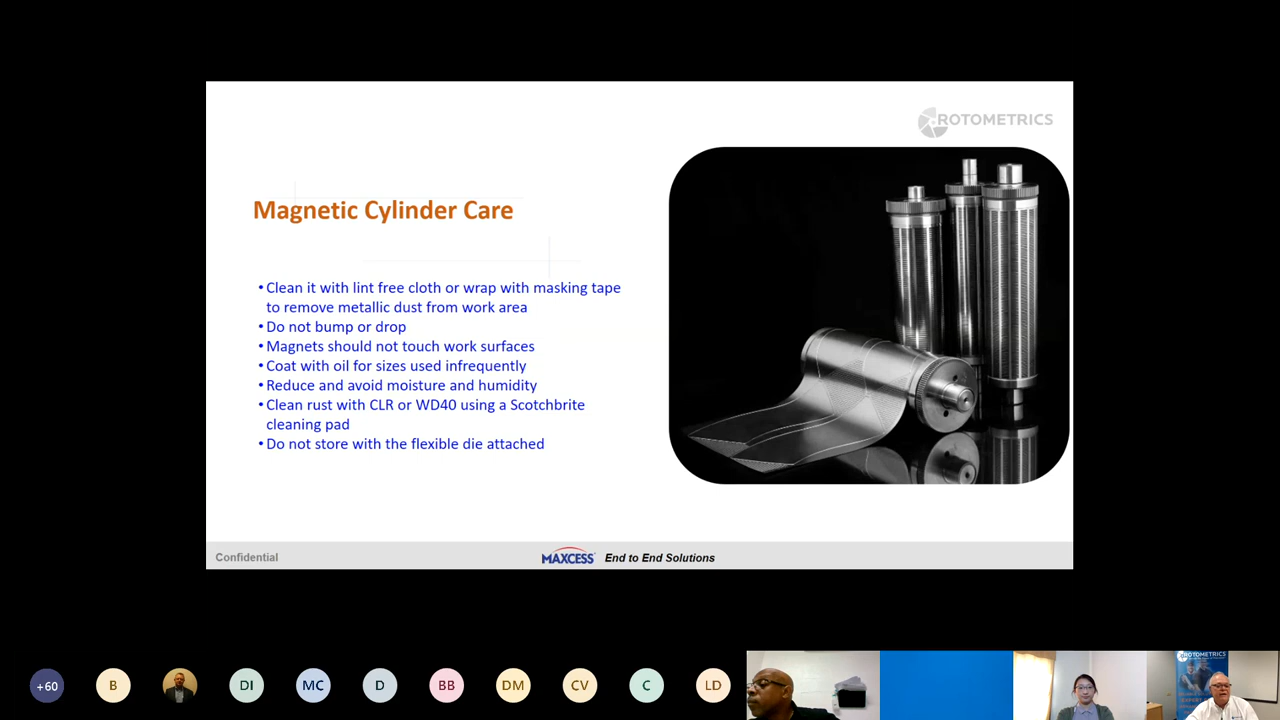 ROTOMETRICS
Magnetic Cylinder Care
• Clean it with lint free cloth or wrap with masking tape
to remove metallic dust from work area
• Do not bump or drop
• Magnets should not touch work surfaces
• Coat with oil for sizes used infrequently
• Reduce and avoid moisture and humidity
• Clean rust with CLR or WD40 using a Scotchbrite
cleaning pad
• Do not store with the flexible die attached
Confidential
MAXCESS End to End Solutions
+60 B DI MC D BB DM CV C LD
ROTOMETRICS